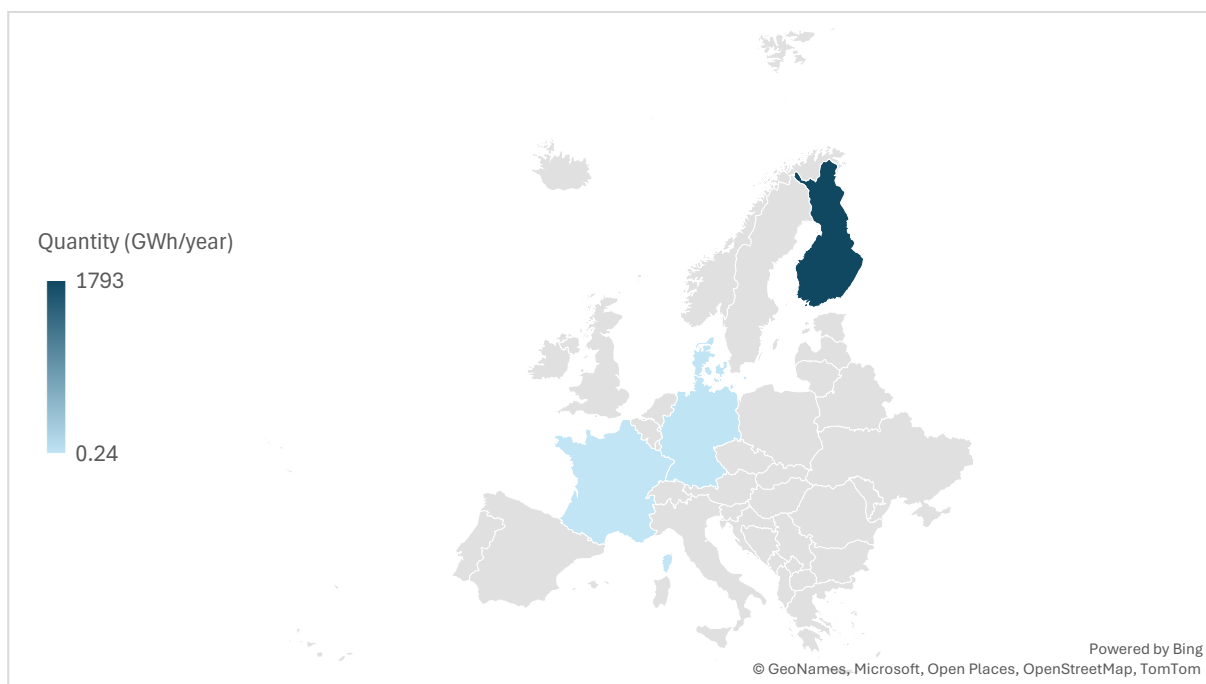 Quantity (GWh/year)
1793
0.24
Powered by Bing
© GeoNames, Microsoft, Open Places, OpenStreetMap, TomTom